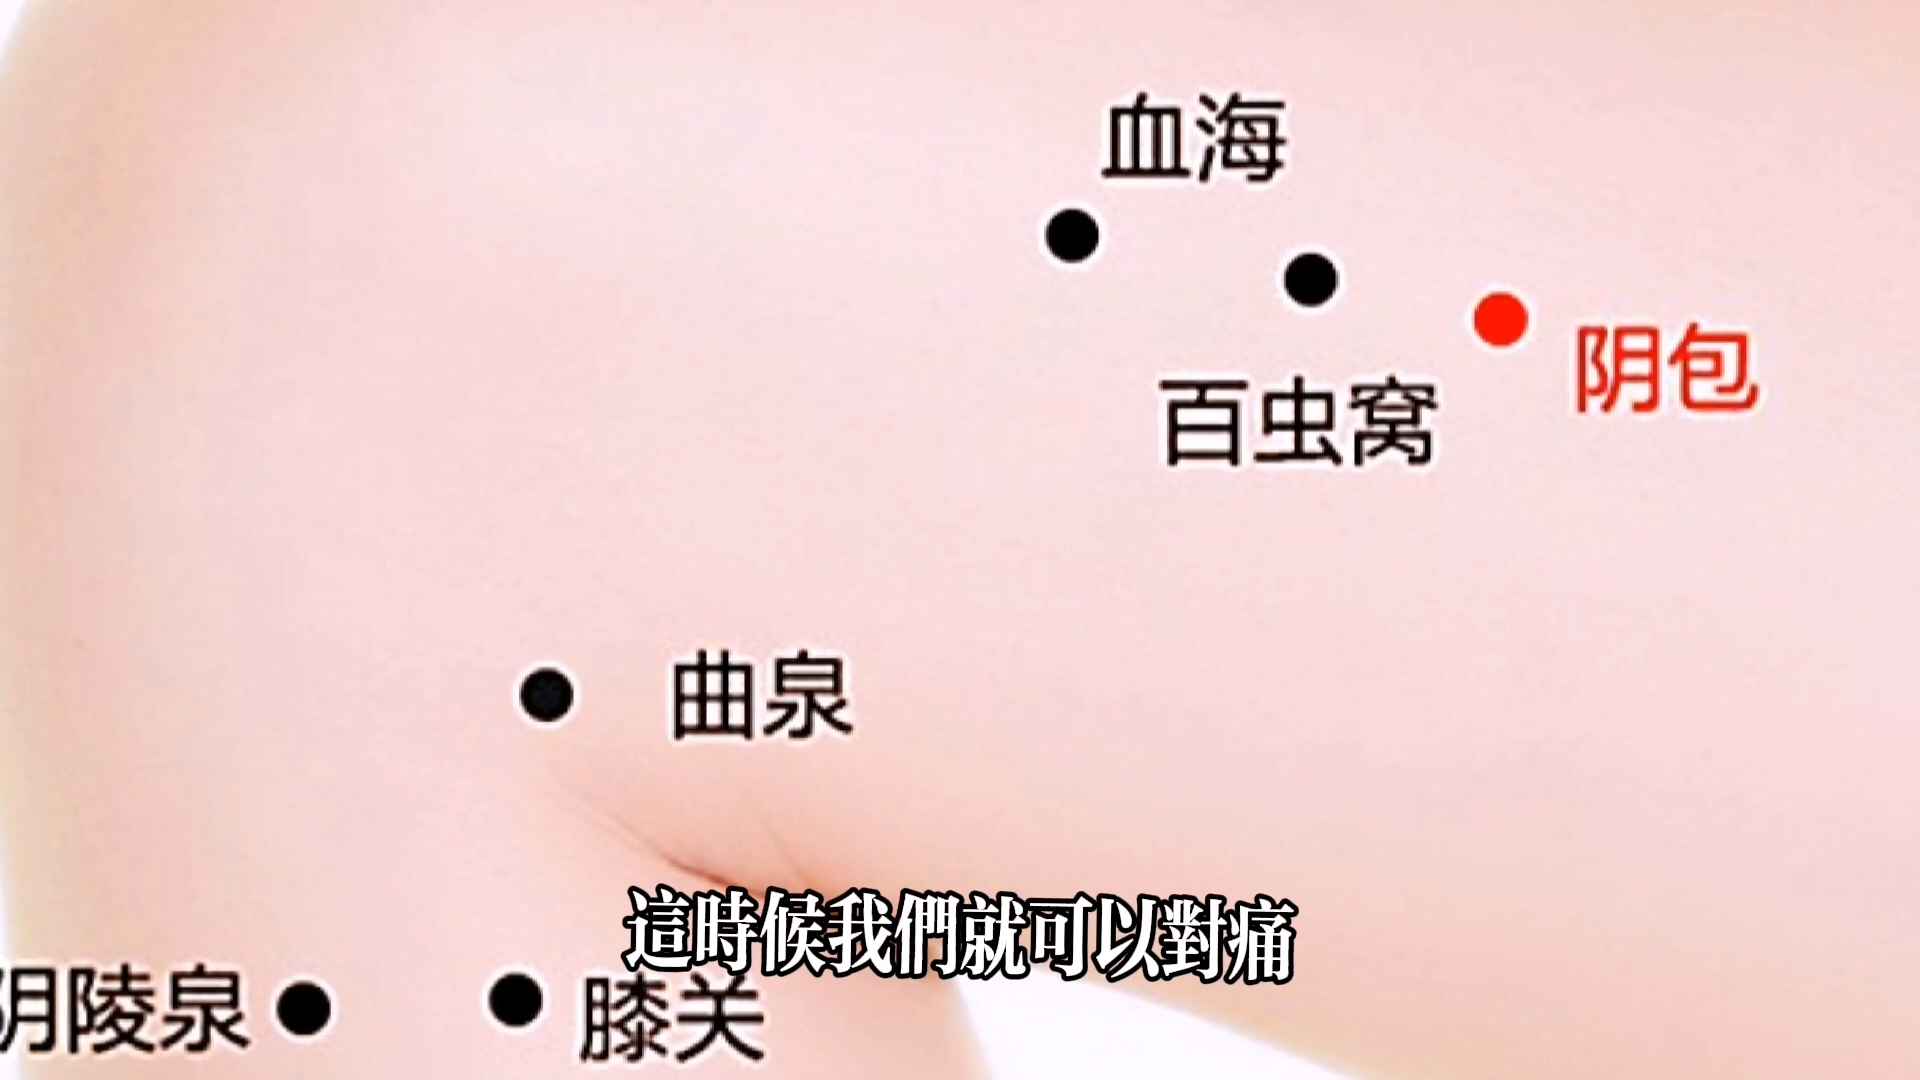 血海
百虫窝
阴包
曲泉
這時候我們就可以對痛
阴陵泉
膝关